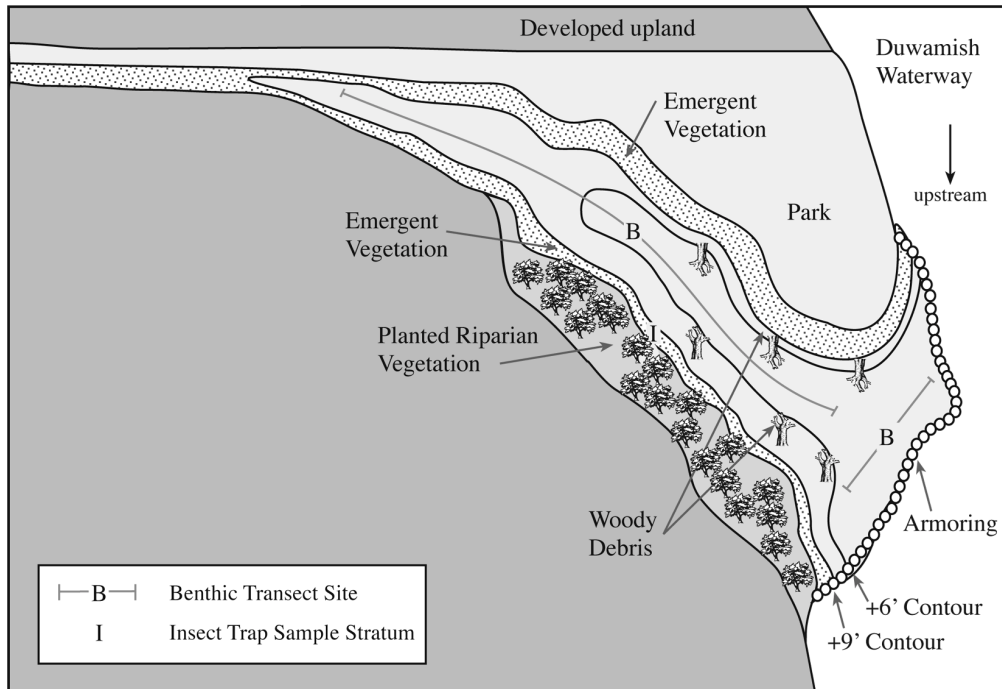 Developed upland
Duwamish
Waterway
upstream
Emergent
Vegetation
Park
B
Emergent
Vegetation
I
Planted Riparian
Vegetation
B
Woody
Debris
Armoring
+6’ Contour
+9’ Contour
B Benthic Transect Site
I Insect Trap Sample Stratum